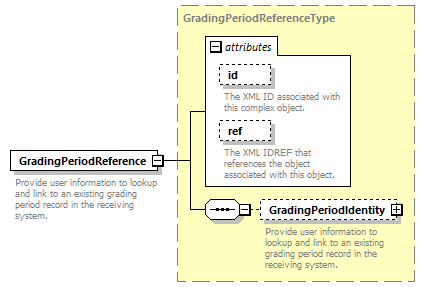 GradingPeriodReferenceType
attributes
id
The XML ID associated with
this complex object.
ref
The XML IDREF that
references the object
associated with this object.
GradingPeriodReference
Provide user information to lookup
and link to an existing grading
period record in the receiving
system.
GradingPeriodIdentity
Provide user information to
lookup and link to an existing
grading period record in the
receiving system.